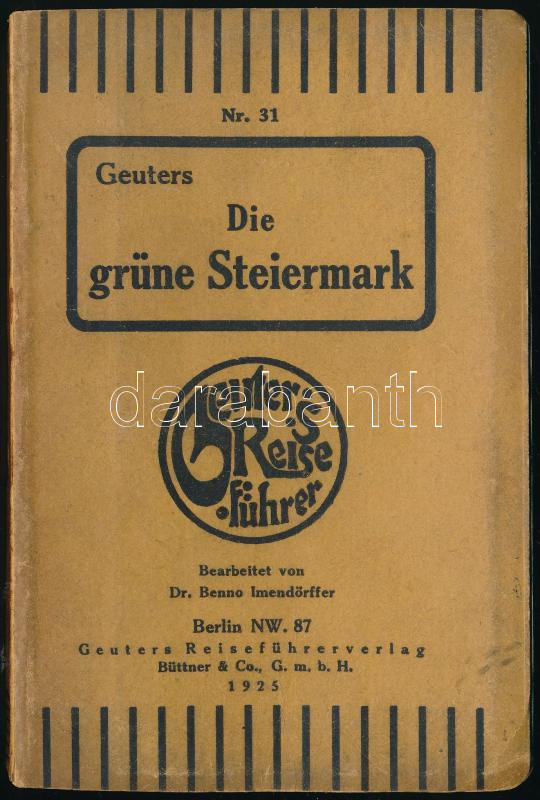 Nr. 31
Geuters
Die
grüne Steiermark
Geuter's
Reise
führer
darabanth
Bearbeitet von
Dr. Benno Imendörffer
Berlin NW. 87
Geuters Reiseführerverlag
Büttner & Co., G. m. b. H.
1925